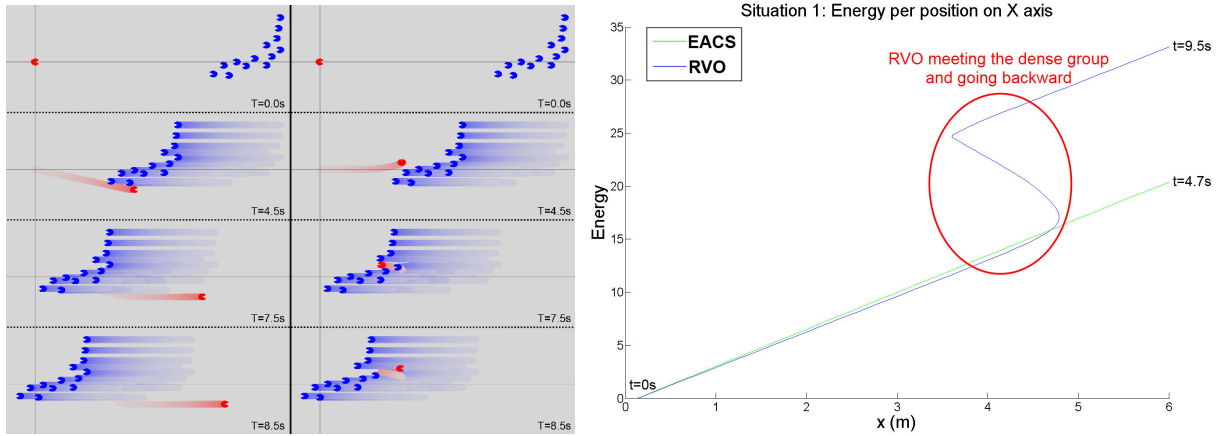 T=0.0s
T=0.0s
T=4.5s
T=4.5s
T=7.5s
T=7.5s
T=8.5s
T=8.5s
Situation 1: Energy per position on X axis
EACS
RVO
RVO meeting the dense group
and going backward
t=9.5s
t=4.7s
t=0s
Energy
35
30
25
20
15
10
5
0
0
1
2
3
4
5
6
x (m)